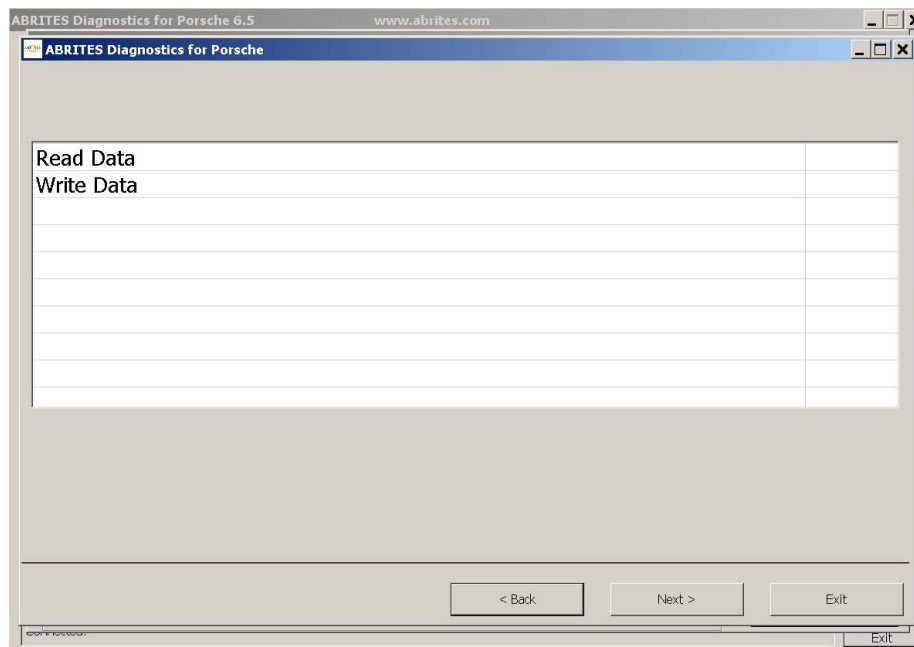 ABRITES Diagnostics for Porsche 6.5 www.abrites.com
ABRITES Diagnostics for Porsche
Read Data
Write Data
< Back Next > Exit
Exit